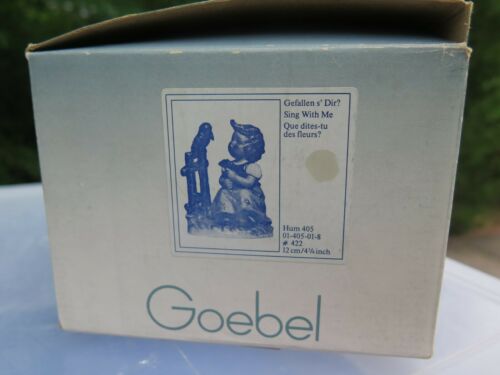 Gefallen s' Dir?
Sing With Me
Que dites-tu
des fleurs?
Hum 405
01-405-01-8
# 422
12 cm/4¾ inch
Goebel